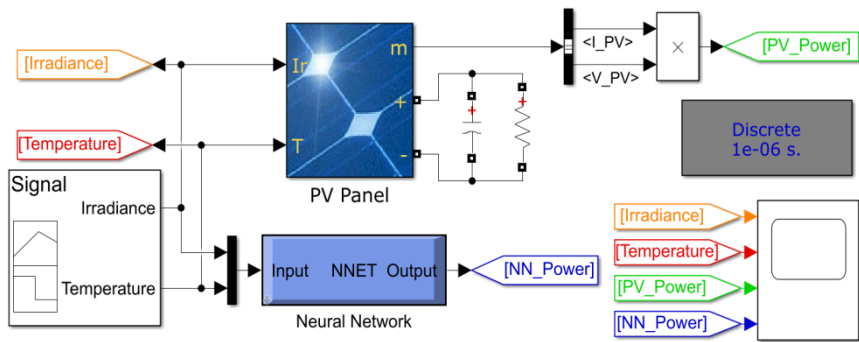 [Irradiance]
Ir
m
<I_PV>
<V_PV>
×
[PV_Power]
+
[Temperature]
T
-
PV Panel
Discrete
1e-06 s.
Signal
Irradiance
Temperature
Input NNET Output
Neural Network
[NN_Power]
[Irradiance]
[Temperature]
[PV_Power]
[NN_Power]